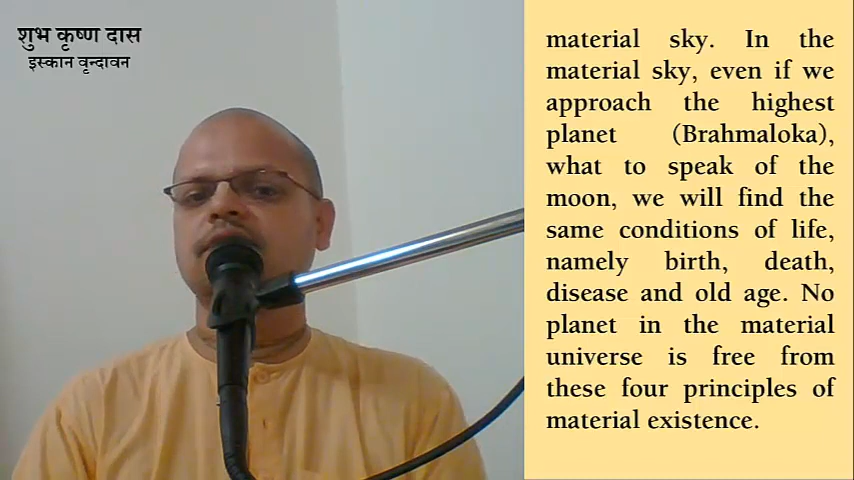 शुभ कृष्ण दास
इस्कान वृन्दावन
material sky. In the
material sky, even if we
approach the highest
planet (Brahmaloka),
what to speak of the
moon, we will find the
same conditions of life,
namely birth, death,
disease and old age. No
planet in the material
universe is free from
these four principles of
material existence.